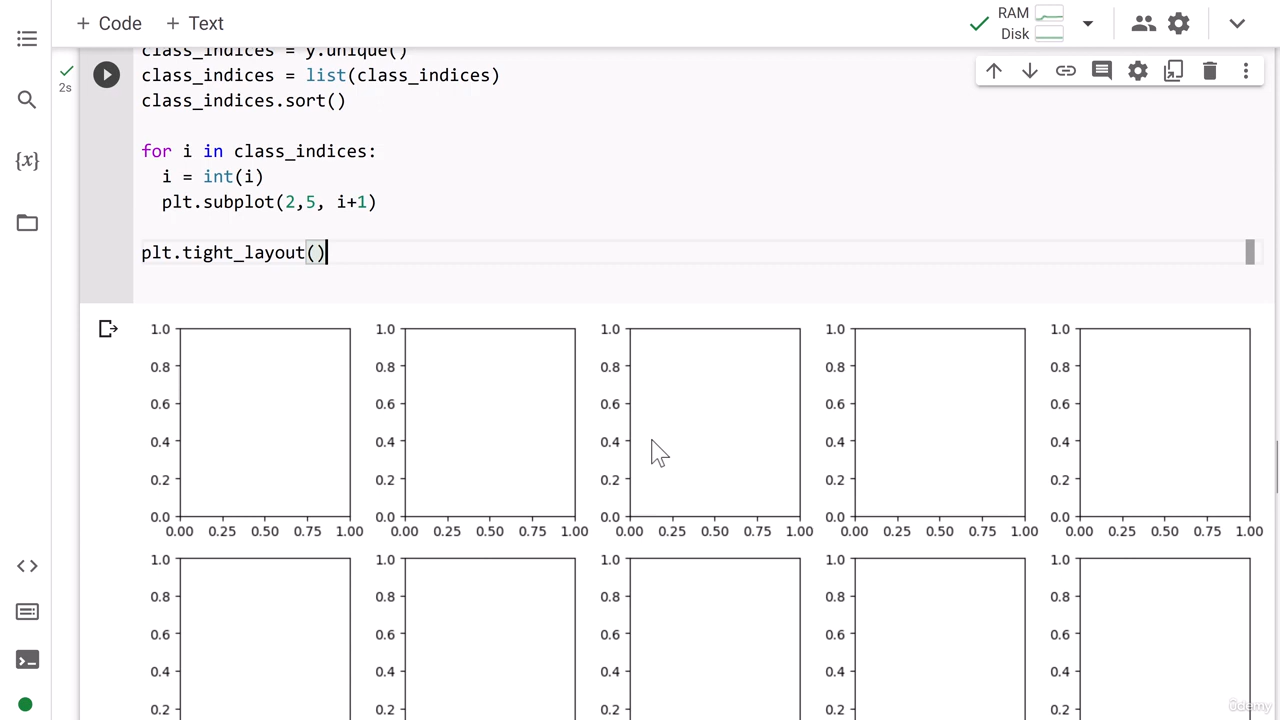 + Code + Text
RAM
Disk
class_indices = y.unique()
2s
class_indices = list(class_indices)
class_indices.sort()
for i in class_indices:
{x}
i = int(i)
plt.subplot(2,5, i+1)
plt.tight_layout()
1.0 1.0 1.0 1.0 1.0
0.8 0.8 0.8 0.8 0.8
0.6 0.6 0.6 0.6 0.6
0.4 0.4 0.4 0.4 0.4
0.2 0.2 0.2 0.2 0.2
0.0 0.0 0.0 0.0 0.0
0.00 0.25 0.50 0.75 1.00 0.00 0.25 0.50 0.75 1.00 0.00 0.25 0.50 0.75 1.00 0.00 0.25 0.50 0.75 1.00 0.00 0.25 0.50 0.75 1.00
1.0 1.0 1.0 1.0 1.0
0.8 0.8 0.8 0.8 0.8
0.6 0.6 0.6 0.6 0.6
0.4 0.4 0.4 0.4 0.4
0.2 0.2 0.2 0.2 0.2
ûdemy